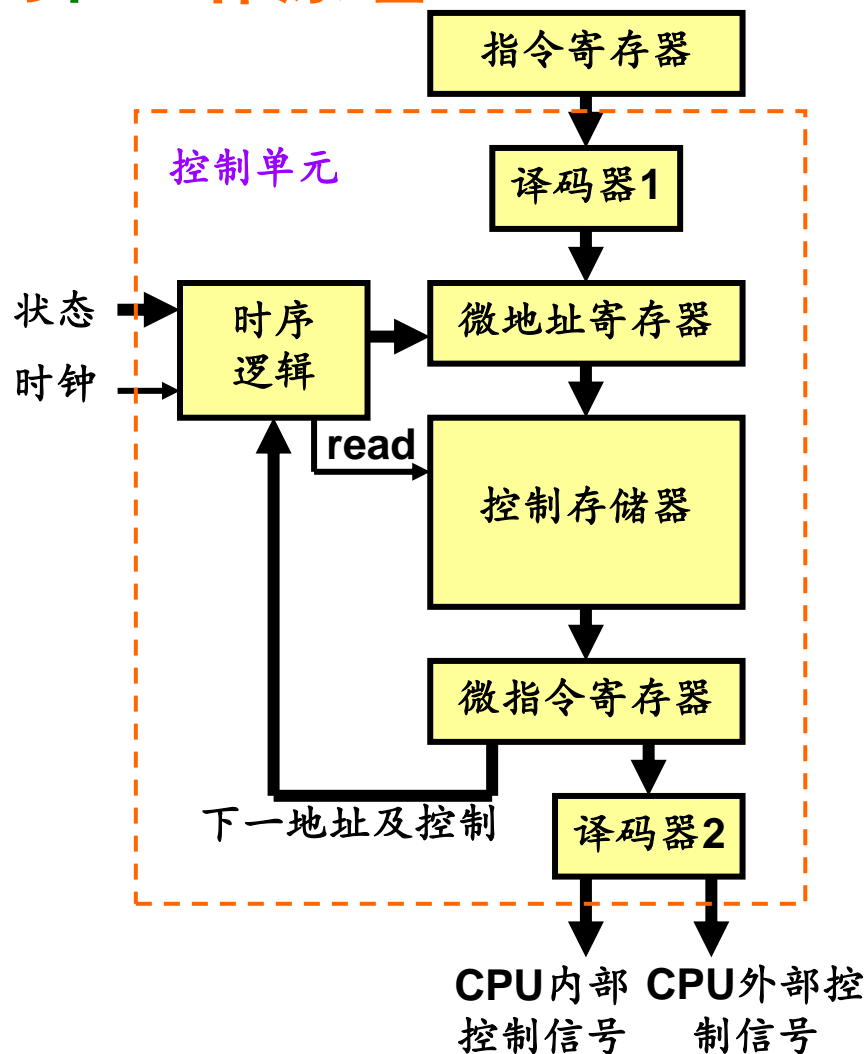 指令寄存器
控制单元
译码器1
状态
时钟
时序
逻辑
微地址寄存器
read
控制存储器
微指令寄存器
下一地址及控制
译码器2
CPU内部
控制信号
CPU外部控
制信号